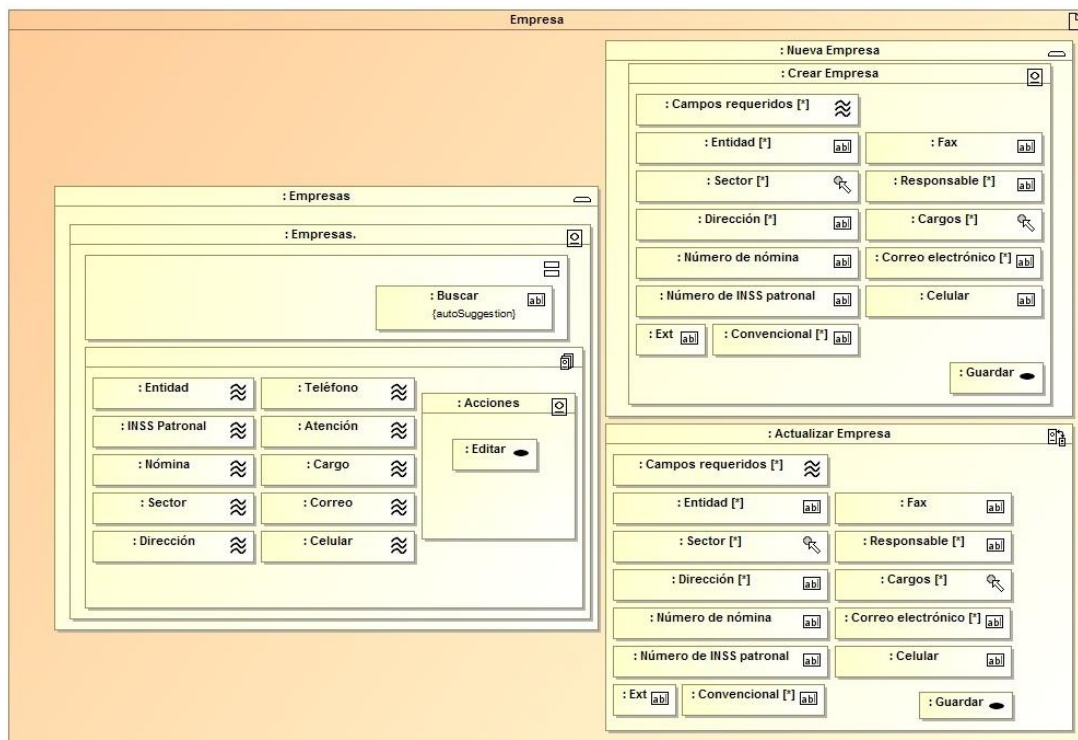 Empresa
: Empresas
: Empresas.
: Buscar
{autoSuggestion}
: Entidad
: Teléfono
: INSS Patronal
: Atención
: Nómina
: Cargo
: Sector
: Correo
: Dirección
: Celular
: Acciones
: Editar
: Nueva Empresa
: Crear Empresa
: Campos requeridos [*]
: Entidad [*]
: Fax
: Sector [*]
: Responsable [*]
: Dirección [*]
: Cargos [*]
: Número de nómina
: Correo electrónico [*]
: Número de INSS patronal
: Celular
: Ext
: Convencional [*]
: Guardar
: Actualizar Empresa
: Campos requeridos [*]
: Entidad [*]
: Fax
: Sector [*]
: Responsable [*]
: Dirección [*]
: Cargos [*]
: Número de nómina
: Correo electrónico [*]
: Número de INSS patronal
: Celular
: Ext
: Convencional [*]
: Guardar